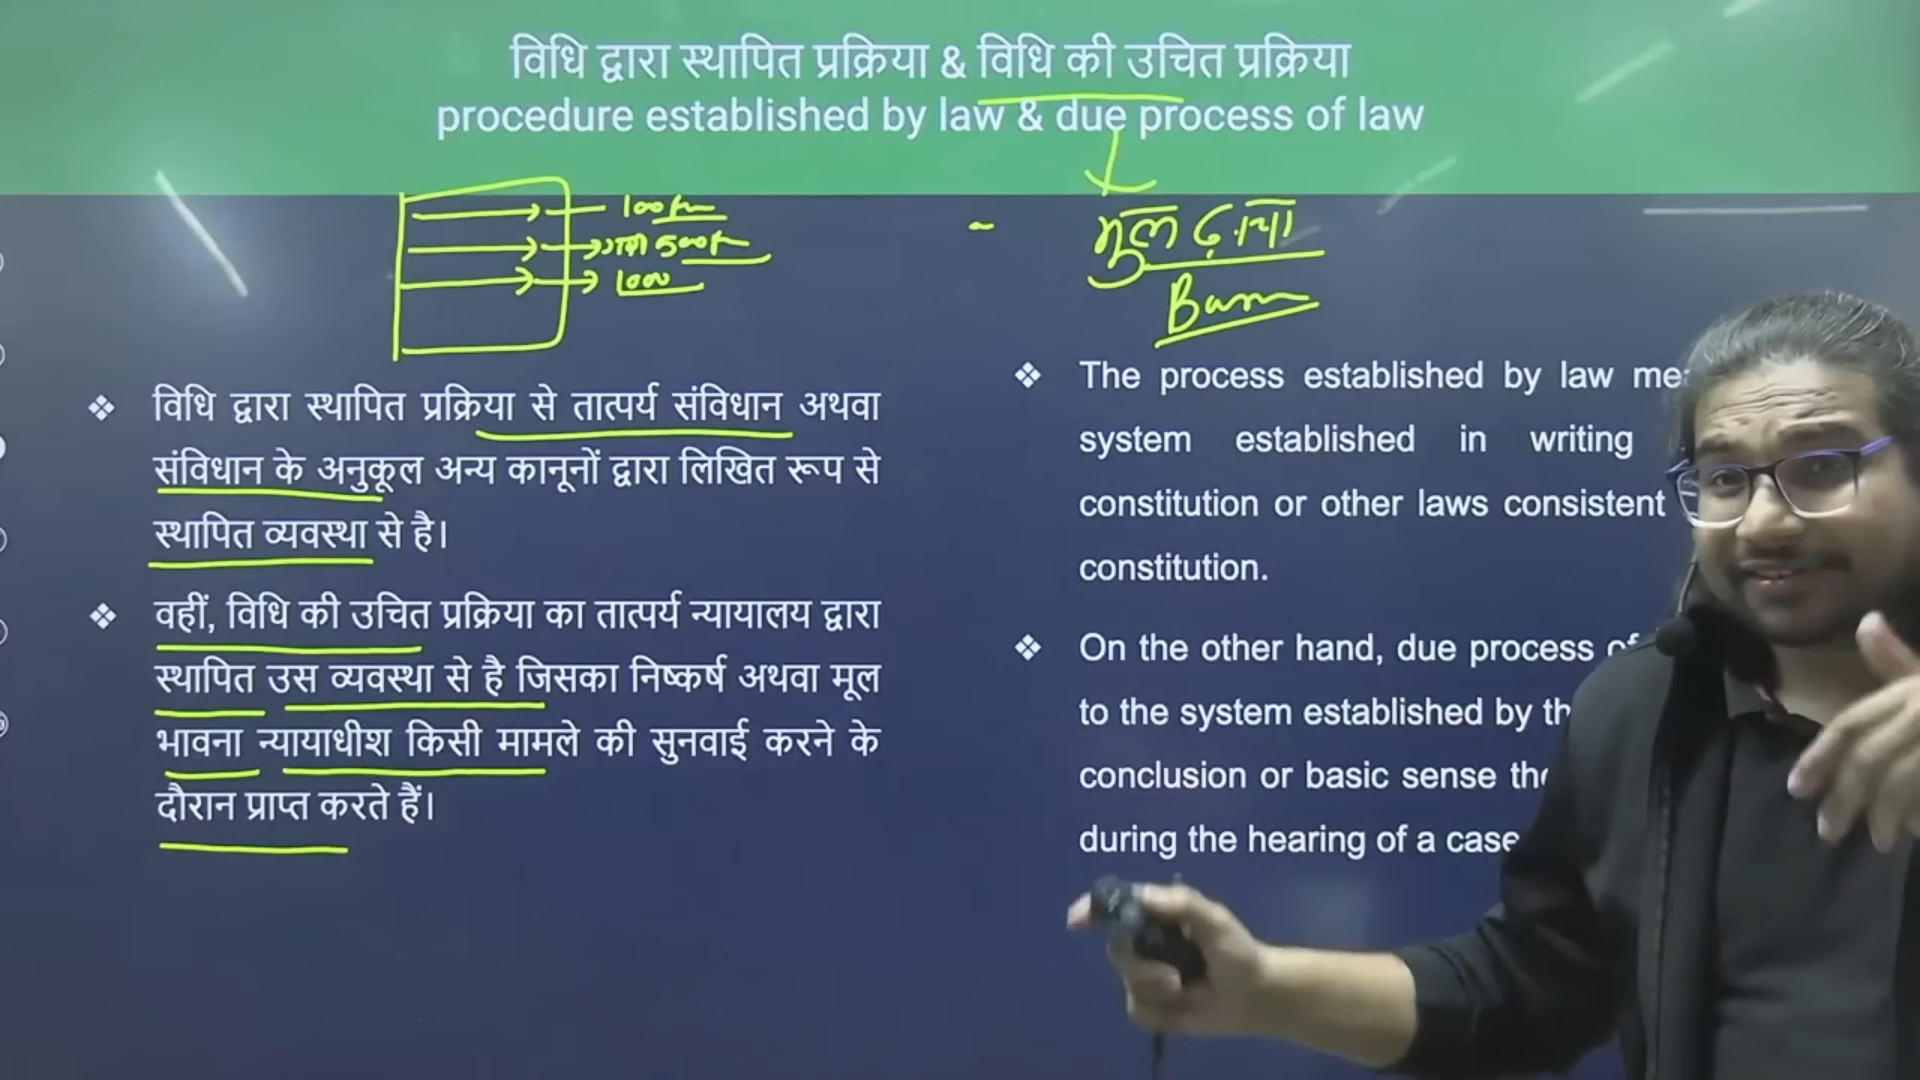 विधि द्वारा स्थापित प्रक्रिया & विधि की उचित प्रक्रिया
procedure established by law & due process of law
100
500
1000
मूल ढांचा
विधि द्वारा स्थापित प्रक्रिया से तात्पर्य संविधान अथवा
संविधान के अनुकूल अन्य कानूनों द्वारा लिखित रूप से
स्थापित व्यवस्था से है।
वहीं, विधि की उचित प्रक्रिया का तात्पर्य न्यायालय द्वारा
स्थापित उस व्यवस्था से है जिसका निष्कर्ष अथवा मूल
भावना न्यायाधीश किसी मामले की सुनवाई करने के
दौरान प्राप्त करते हैं।
The process established by law
system established in writing
constitution or other laws consistent
constitution.
On the other hand, due process
to the system established by
conclusion or basic sense
during the hearing of a case